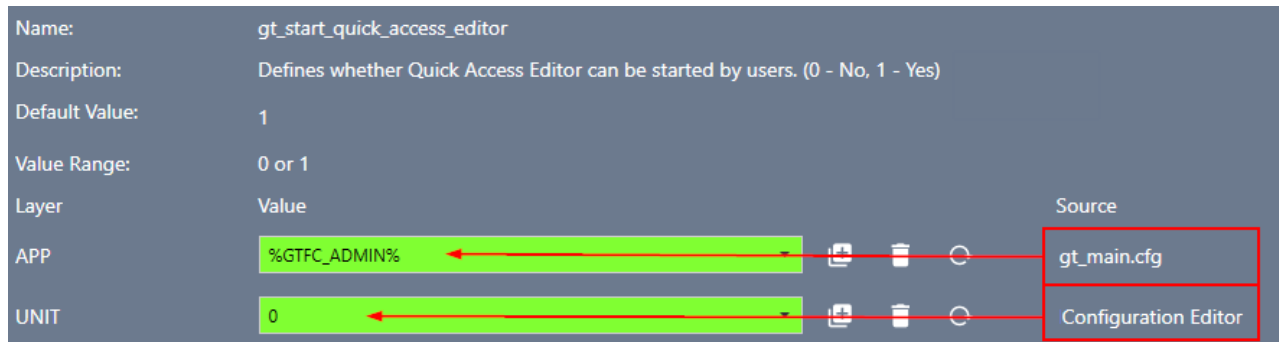 Name: gt_start_quick_access_editor
Description: Defines whether Quick Access Editor can be started by users. (0 - No, 1 - Yes)
Default Value: 1
Value Range: 0 or 1
Layer Value Source
APP %GTFC_ADMIN% gt_main.cfg
UNIT 0 Configuration Editor